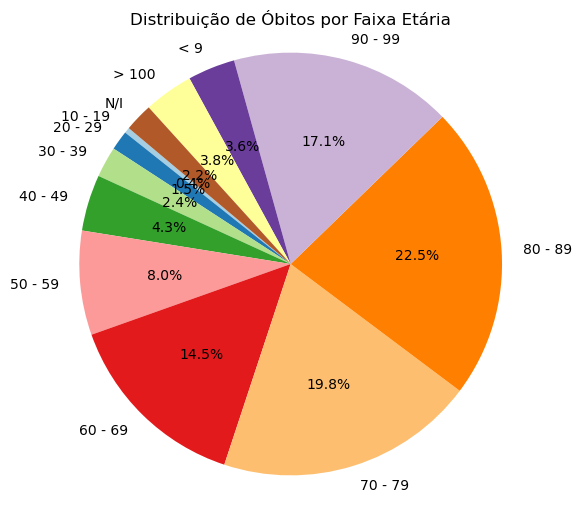 Distribuição de Óbitos por Faixa Etária
90 - 99
< 9
> 100
N/I
10 - 19
20 - 29
30 - 39
40 - 49
50 - 59
60 - 69
70 - 79
80 - 89
17.1%
3.6%
3.8%
2.2%
0.4%
1.5%
2.4%
4.3%
8.0%
14.5%
19.8%
22.5%